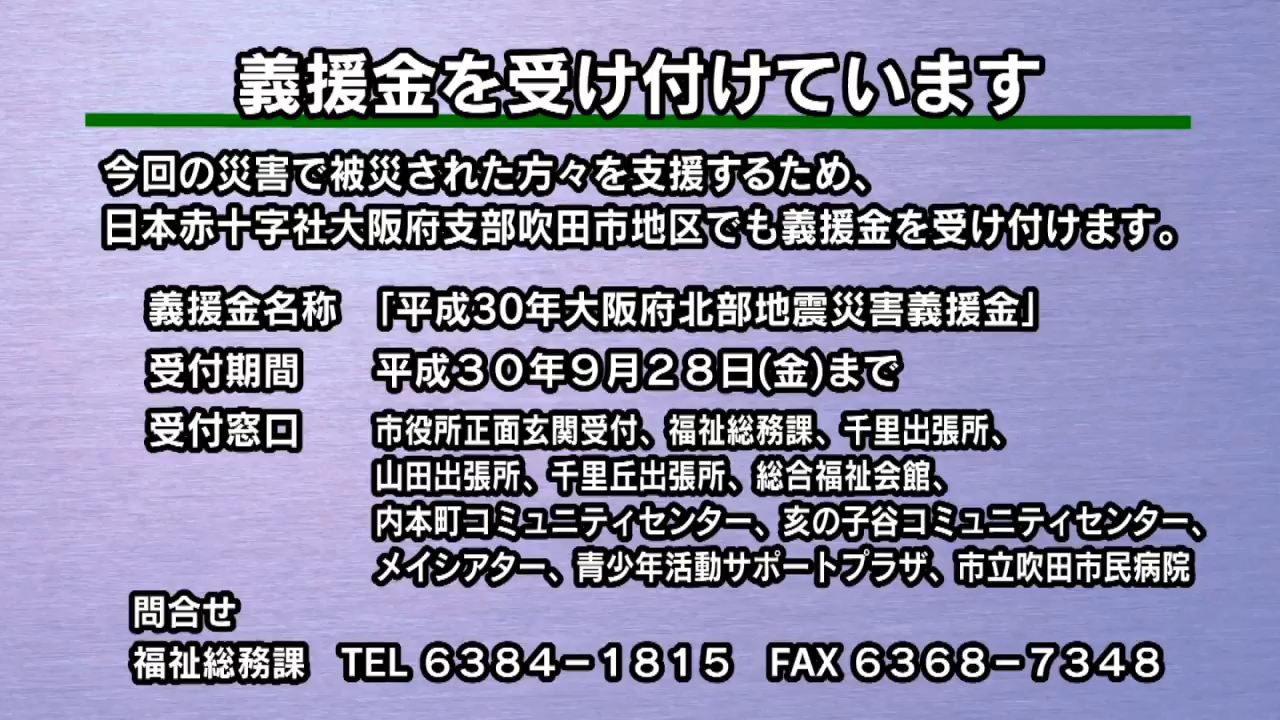 義援金を受け付けています
今回の災害で被災された方々を支援するため、
日本赤十字社大阪府支部吹田市地区でも義援金を受け付けます。
義援金名称 「平成30年大阪府北部地震災害義援金」
受付期間 平成３０年９月２８日(金)まで
受付窓口 市役所正面玄関受付、福祉総務課、千里出張所、
山田出張所、千里丘出張所、総合福祉会館、
内本町コミュニティセンター、亥の子谷コミュニティセンター、
メイシアター、青少年活動サポートプラザ、市立吹田市民病院
問合せ
福祉総務課 TEL ６３８４－１８１５ FAX ６３６８－７３４８